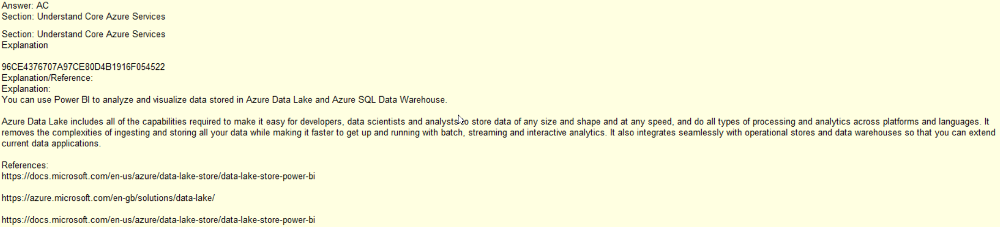 Answer: AC
Section: Understand Core Azure Services
Section: Understand Core Azure Services
Explanation
96CE4376707A97CE80D4B1916F054522
Explanation/Reference:
Explanation:
You can use Power BI to analyze and visualize data stored in Azure Data Lake and Azure SQL Data Warehouse.
Azure Data Lake includes all of the capabilities required to make it easy for developers, data scientists and analysts to store data of any size and shape and at any speed, and do all types of processing and analytics across platforms and languages. It
removes the complexities of ingesting and storing all your data while making it faster to get up and running with batch, streaming and interactive analytics. It also integrates seamlessly with operational stores and data warehouses so that you can extend
current data applications.
References:
https://docs.microsoft.com/en-us/azure/data-lake-store/data-lake-store-power-bi
https://azure.microsoft.com/en-gb/solutions/data-lake/
https://docs.microsoft.com/en-us/azure/data-lake-store/data-lake-store-power-bi